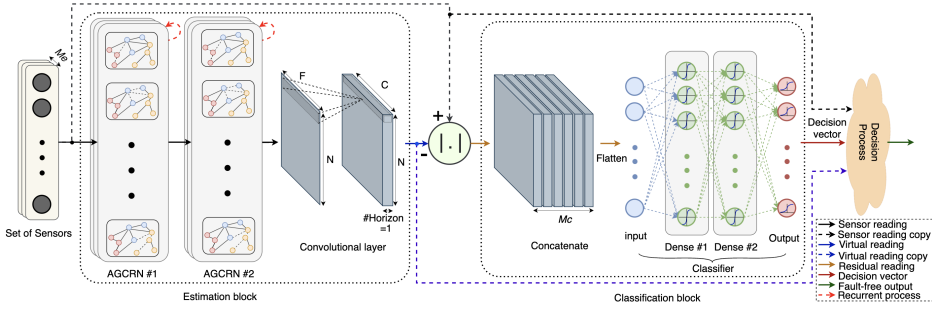 Me
Set of Sensors
AGCRN #1
AGCRN #2
F
N
C
N
#Horizon
=1
Convolutional layer
Estimation block
+
|.|
-
Mc
Concatenate
Flatten
input
Dense #1
Dense #2
Output
Classifier
Classification block
Decision
vector
Decision
Process
Sensor reading
Sensor reading copy
Virtual reading
Virtual reading copy
Residual reading
Decision vector
Fault-free output
Recurrent process